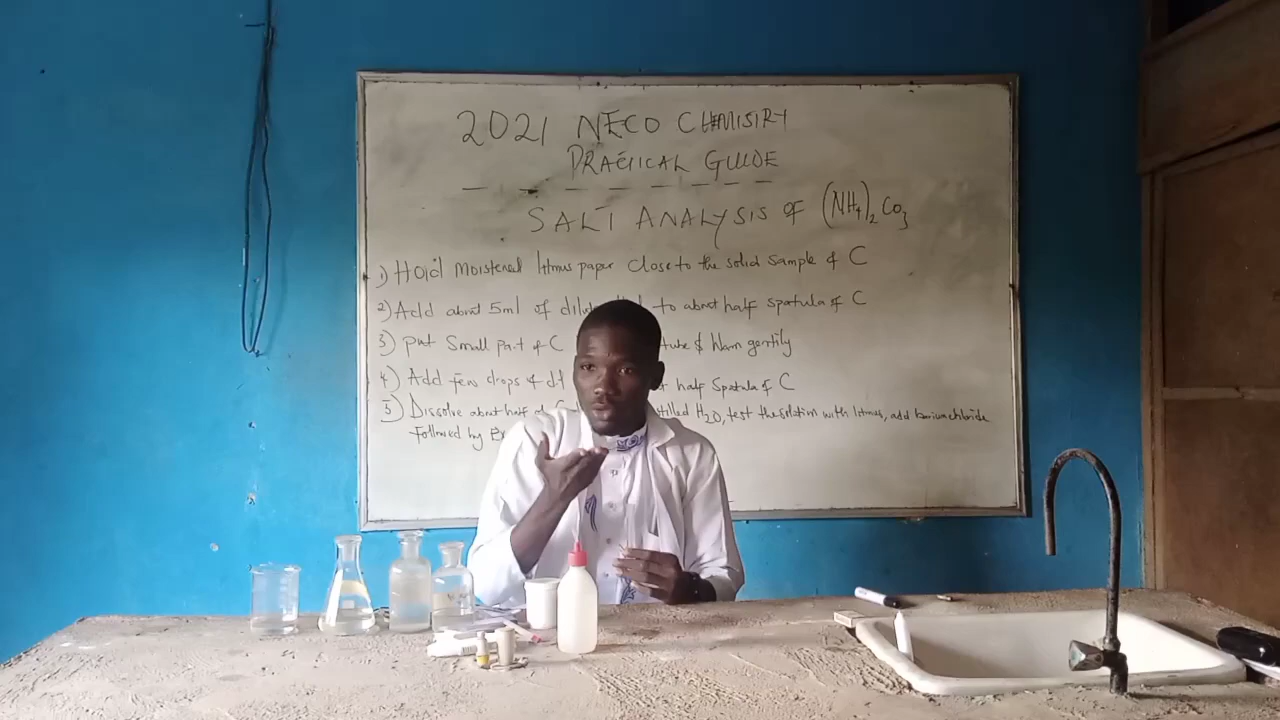 2021 NECO CHEMISTRY
PRACTICAL GUIDE
SALT ANALYSIS OF (NH4)2CO3
1) Hold moistened litmus paper close to the solid sample of C
2) Add about 5ml of dilute to about half spatula of C
3) Put small part of C tube & warm gently
4) Add few drops of dil half spatula of C
5) Dissolve about half of H2O, test the solution with litmus, add barium chloride
followed by